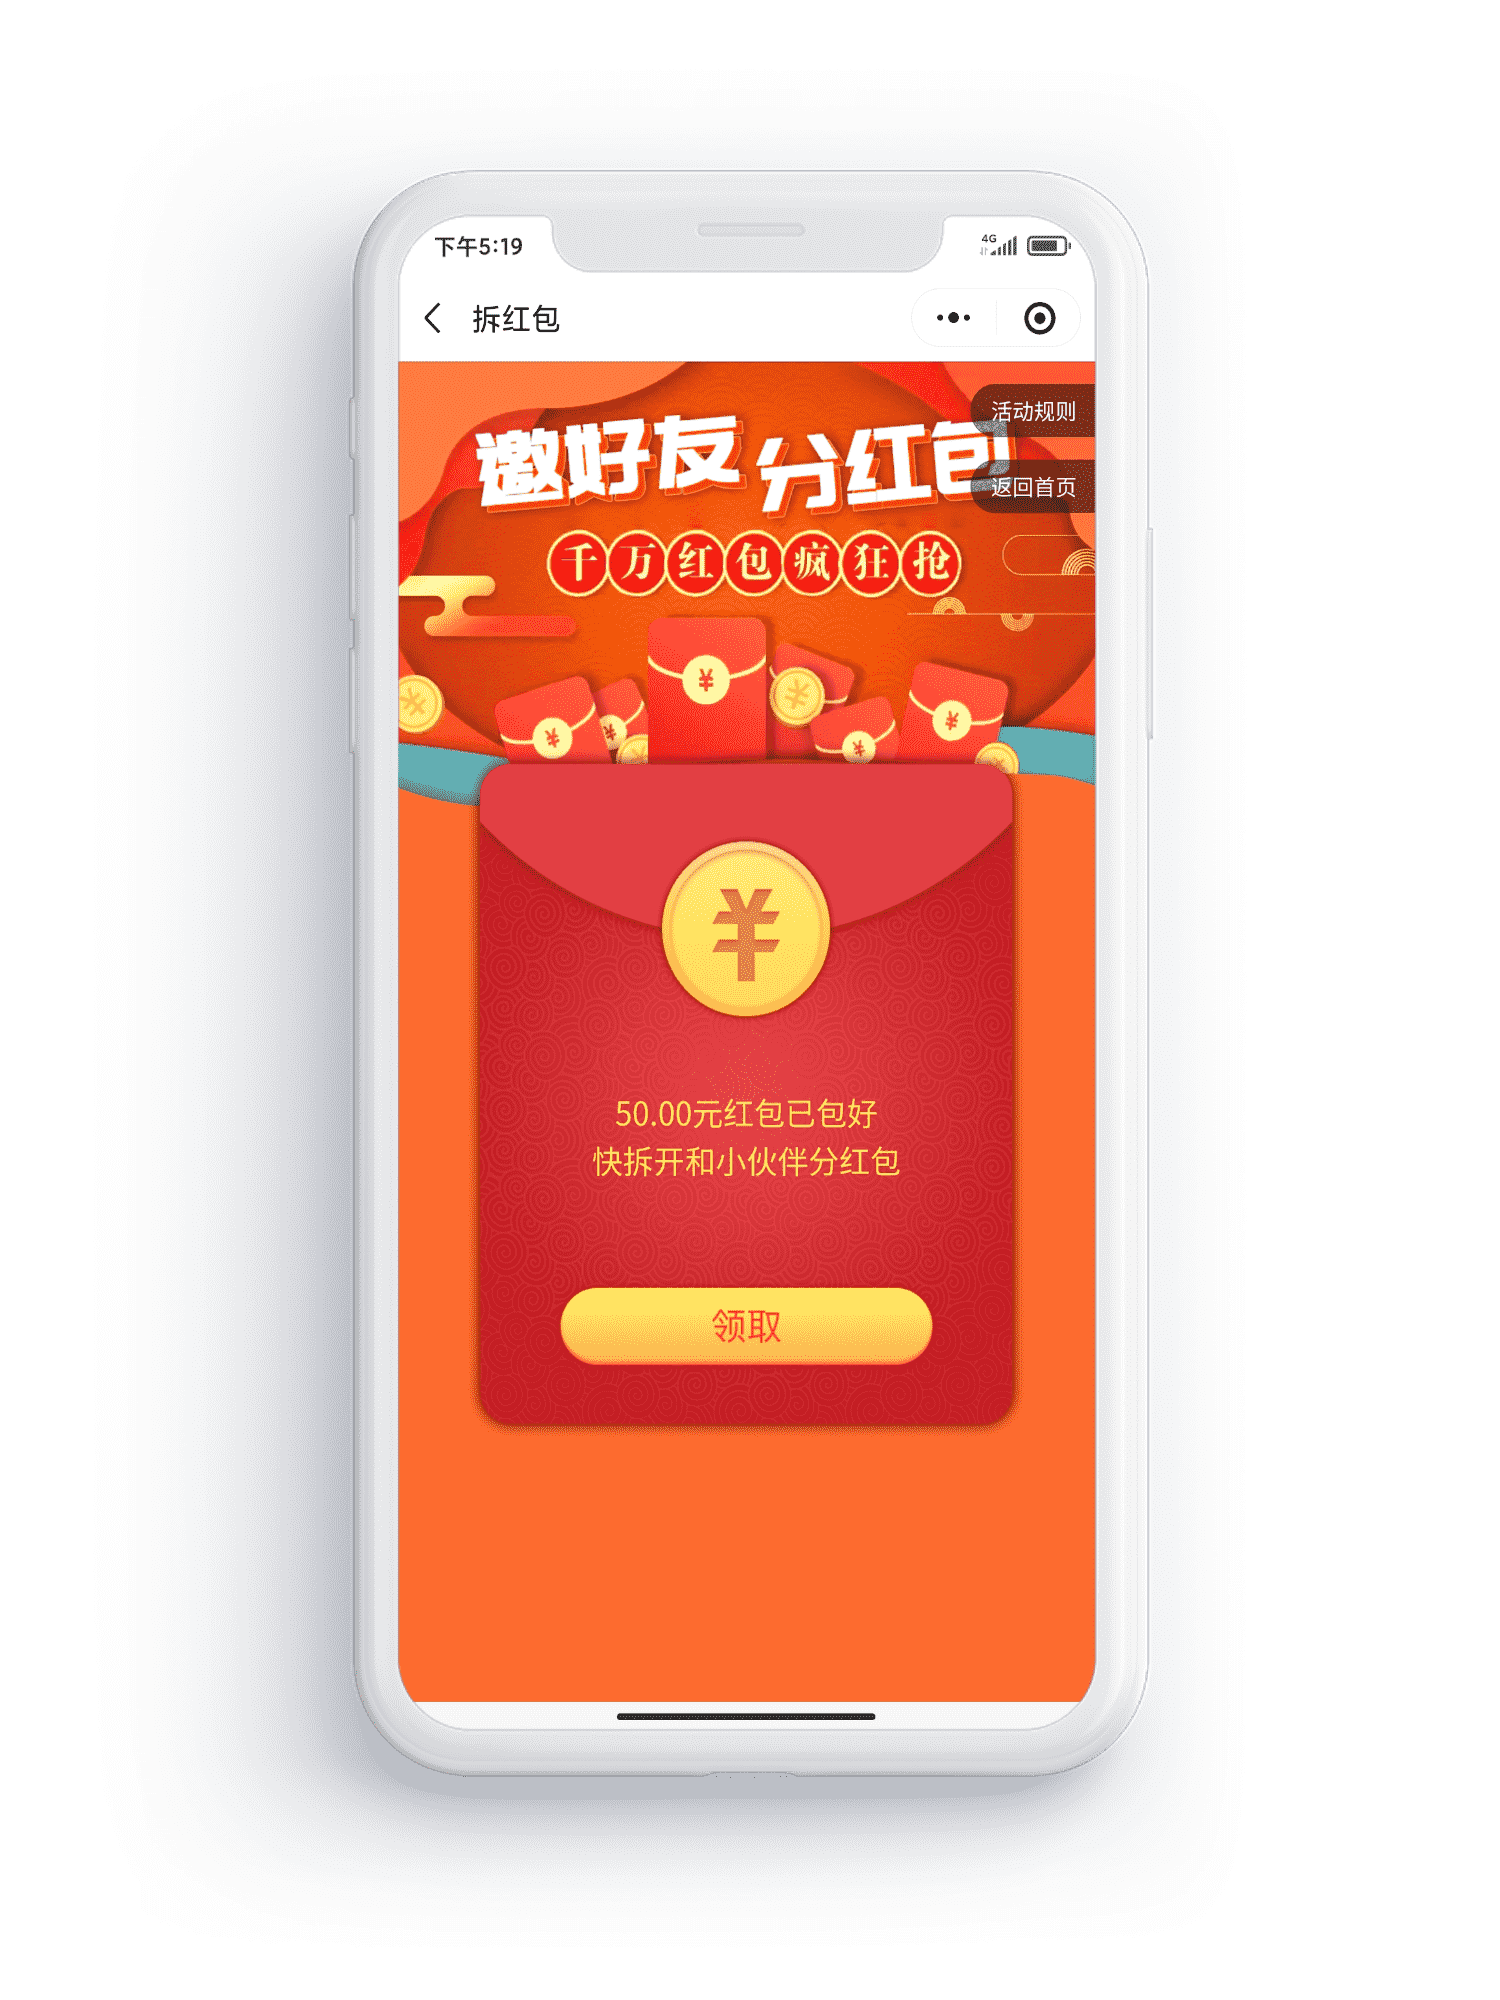 下午5:19
4G
拆红包
活动规则
邀好友 分红包
返回首页
千万红包疯狂抢
50.00元红包已包好
快拆开和小伙伴分红包
领取